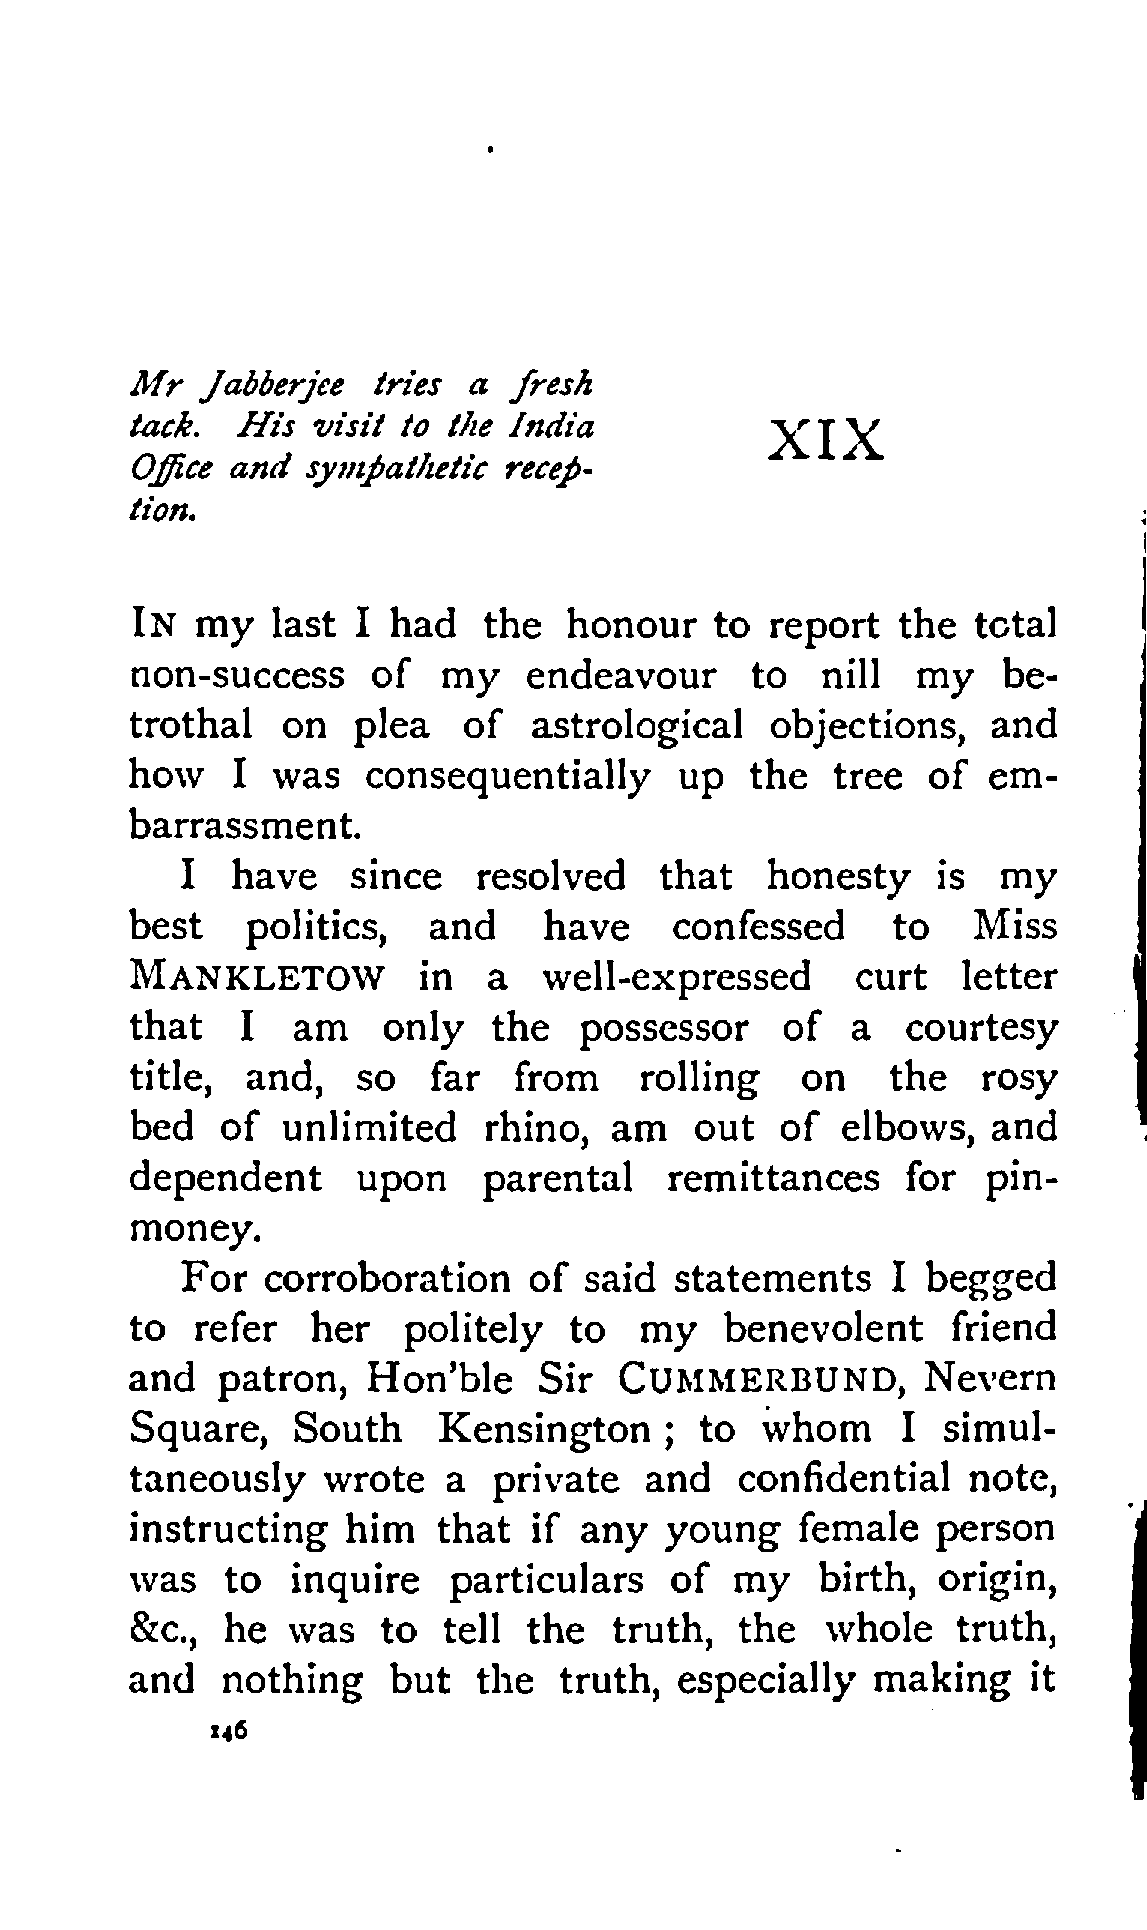 Mr Jabberjee tries a fresh
tack. His visit to the India
Office and sympathetic recep-
tion.
XIX
IN my last I had the honour to report the total
non-success of my endeavour to nill my be-
trothal on plea of astrological objections, and
how I was consequentially up the tree of em-
barrassment.
I have since resolved that honesty is my
best politics, and have confessed to Miss
MANKLETOW in a well-expressed curt letter
that I am only the possessor of a courtesy
title, and, so far from rolling on the rosy
bed of unlimited rhino, am out of elbows, and
dependent upon parental remittances for pin-
money.
For corroboration of said statements I begged
to refer her politely to my benevolent friend
and patron, Hon'ble Sir CUMMERBUND, Nevern
Square, South Kensington ; to whom I simul-
taneously wrote a private and confidential note,
instructing him that if any young female person
was to inquire particulars of my birth, origin,
&c., he was to tell the truth, the whole truth,
and nothing but the truth, especially making it
146